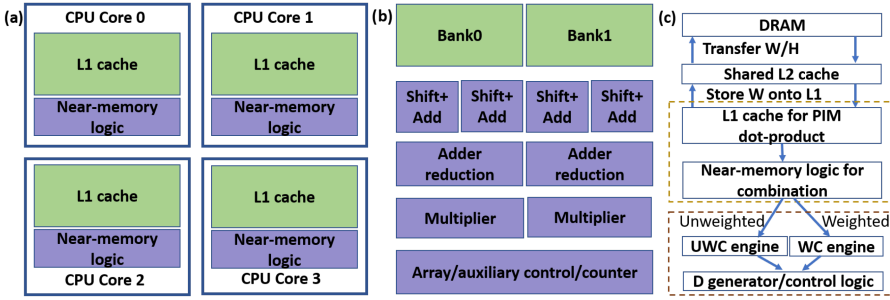 (a)
CPU Core 0
L1 cache
Near-memory
logic
CPU Core 1
L1 cache
Near-memory
logic
L1 cache
Near-memory
logic
CPU Core 2
L1 cache
Near-memory
logic
CPU Core 3
(b)
Bank0
Bank1
Shift+
Add
Shift+
Add
Shift+
Add
Shift+
Add
Adder
reduction
Adder
reduction
Multiplier
Multiplier
Array/auxiliary control/counter
(c)
DRAM
Transfer W/H
Shared L2 cache
Store W onto L1
L1 cache for PIM
dot-product
Near-memory logic for
combination
Unweighted
Weighted
UWC engine
WC engine
D generator/control logic